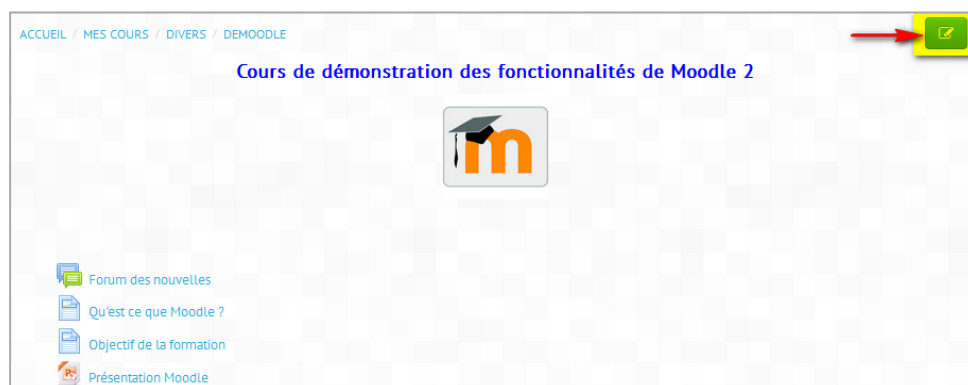 ACCUEIL / MES COURS / DIVERS / DEMOODLE
Cours de démonstration des fonctionnalités de Moodle 2
m
Forum des nouvelles
Qu'est ce que Moodle ?
Objectif de la formation
Présentation Moodle